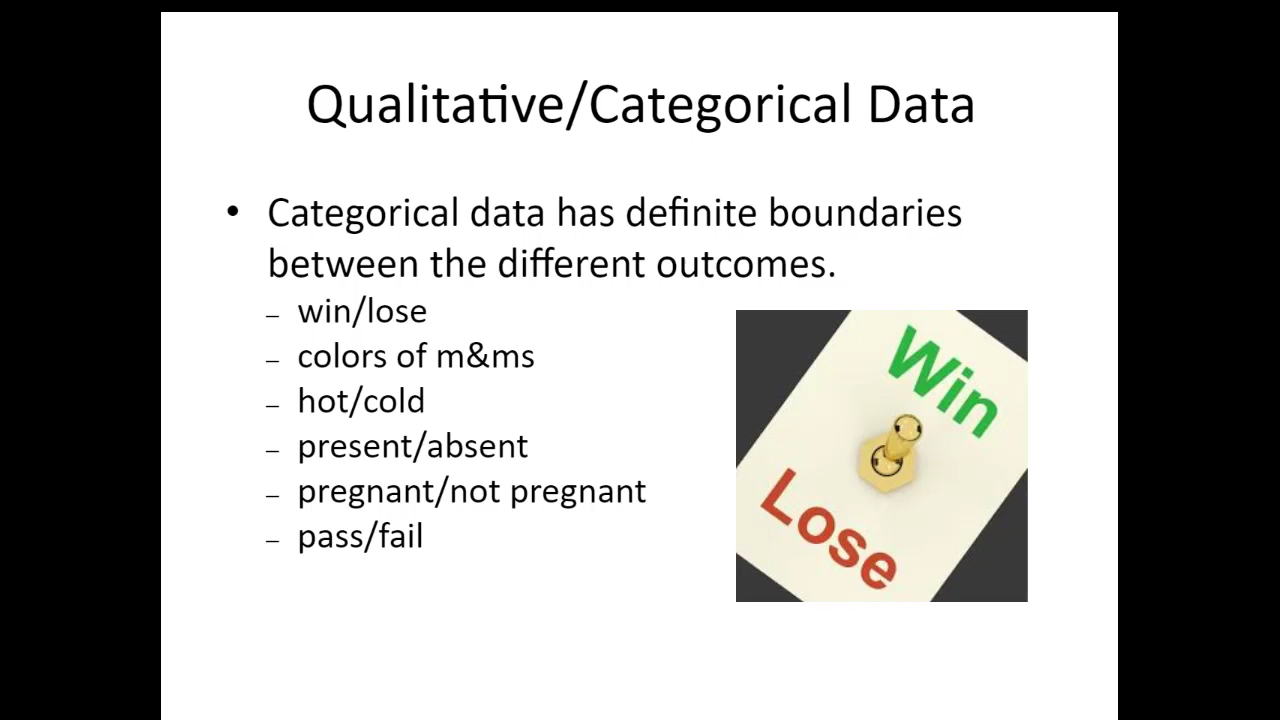 Qualitative/Categorical Data
• Categorical data has definite boundaries
between the different outcomes.
– win/lose
– colors of m&ms
– hot/cold
– present/absent
– pregnant/not pregnant
– pass/fail
Win
Lose